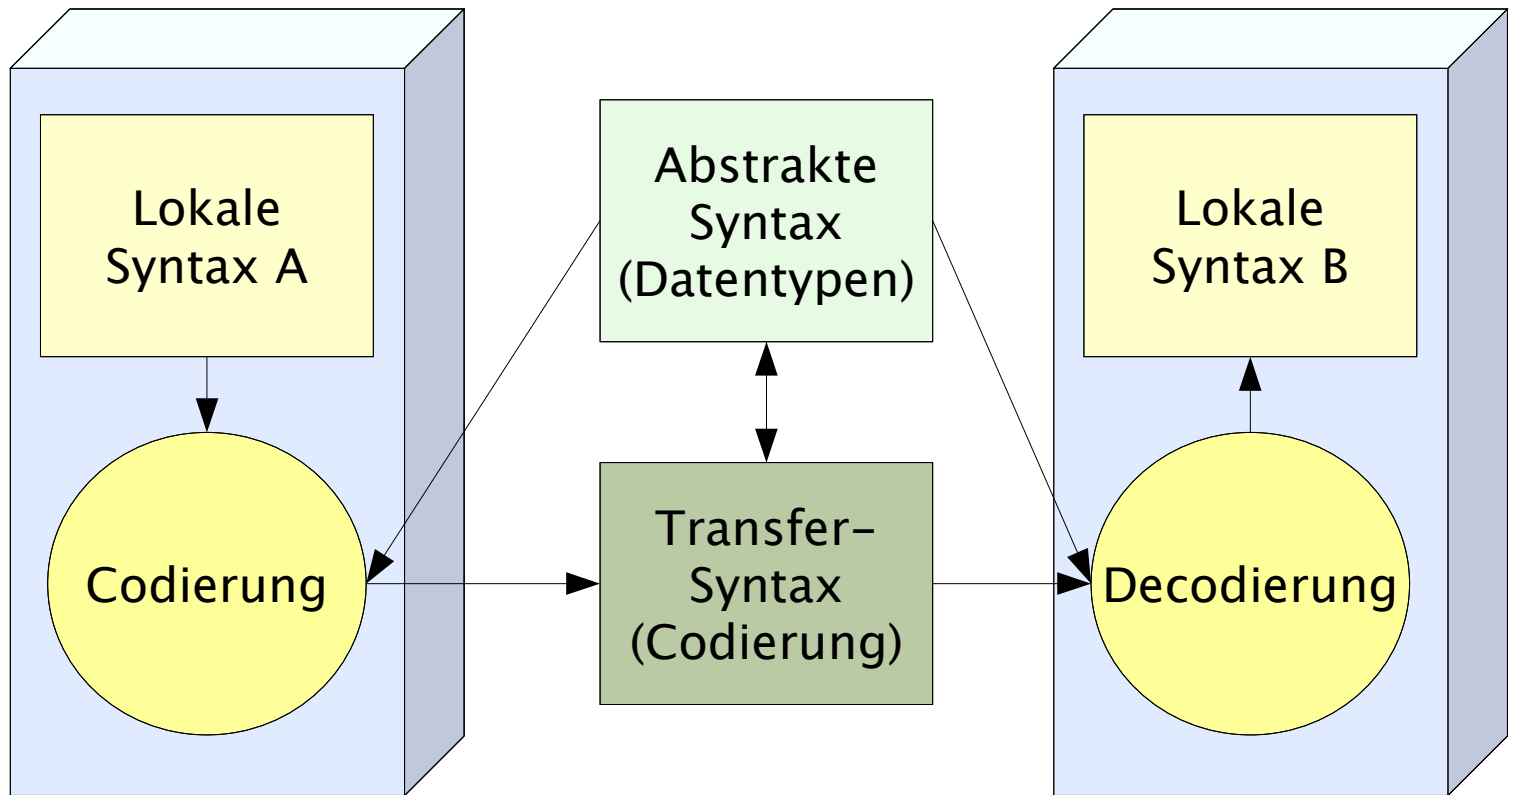 Lokale
Syntax A
Codierung
Abstrakte
Syntax
(Datentypen)
Transfer-
Syntax
(Codierung)
Lokale
Syntax B
Decodierung